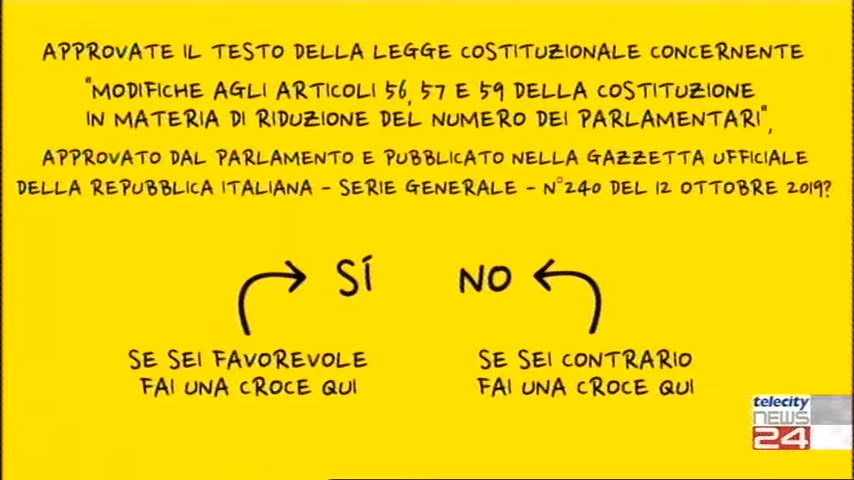 APPROVATE IL TESTO DELLA LEGGE COSTITUZIONALE CONCERNENTE
"MODIFICHE AGLI ARTICOLI 56, 57 E 59 DELLA COSTITUZIONE
IN MATERIA DI RIDUZIONE DEL NUMERO DEI PARLAMENTARI",
APPROVATO DAL PARLAMENTO E PUBBLICATO NELLA GAZZETTA UFFICIALE
DELLA REPUBBLICA ITALIANA - SERIE GENERALE - N°240 DEL 12 OTTOBRE 2019?
SÍ NO
SE SEI FAVOREVOLE
FAI UNA CROCE QUI
SE SEI CONTRARIO
FAI UNA CROCE QUI
telecity
NEWS
24